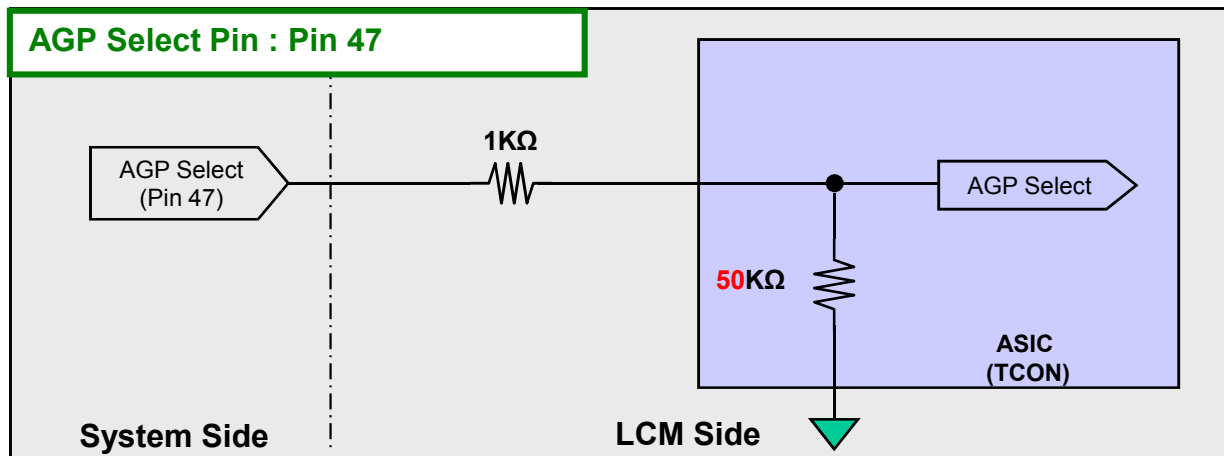 AGP Select Pin : Pin 47
1KΩ
AGP Select
(Pin 47)
AGP Select
50KΩ
ASIC
(TCON)
System Side
LCM Side